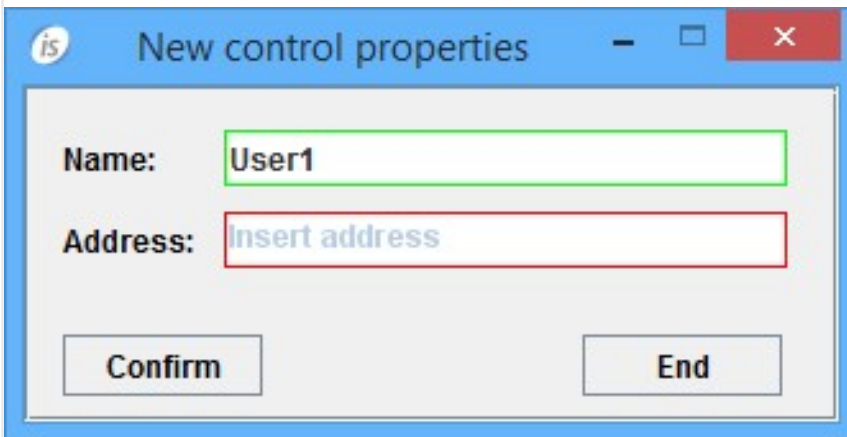 is New control properties
Name: User1
Address: Insert address
Confirm End